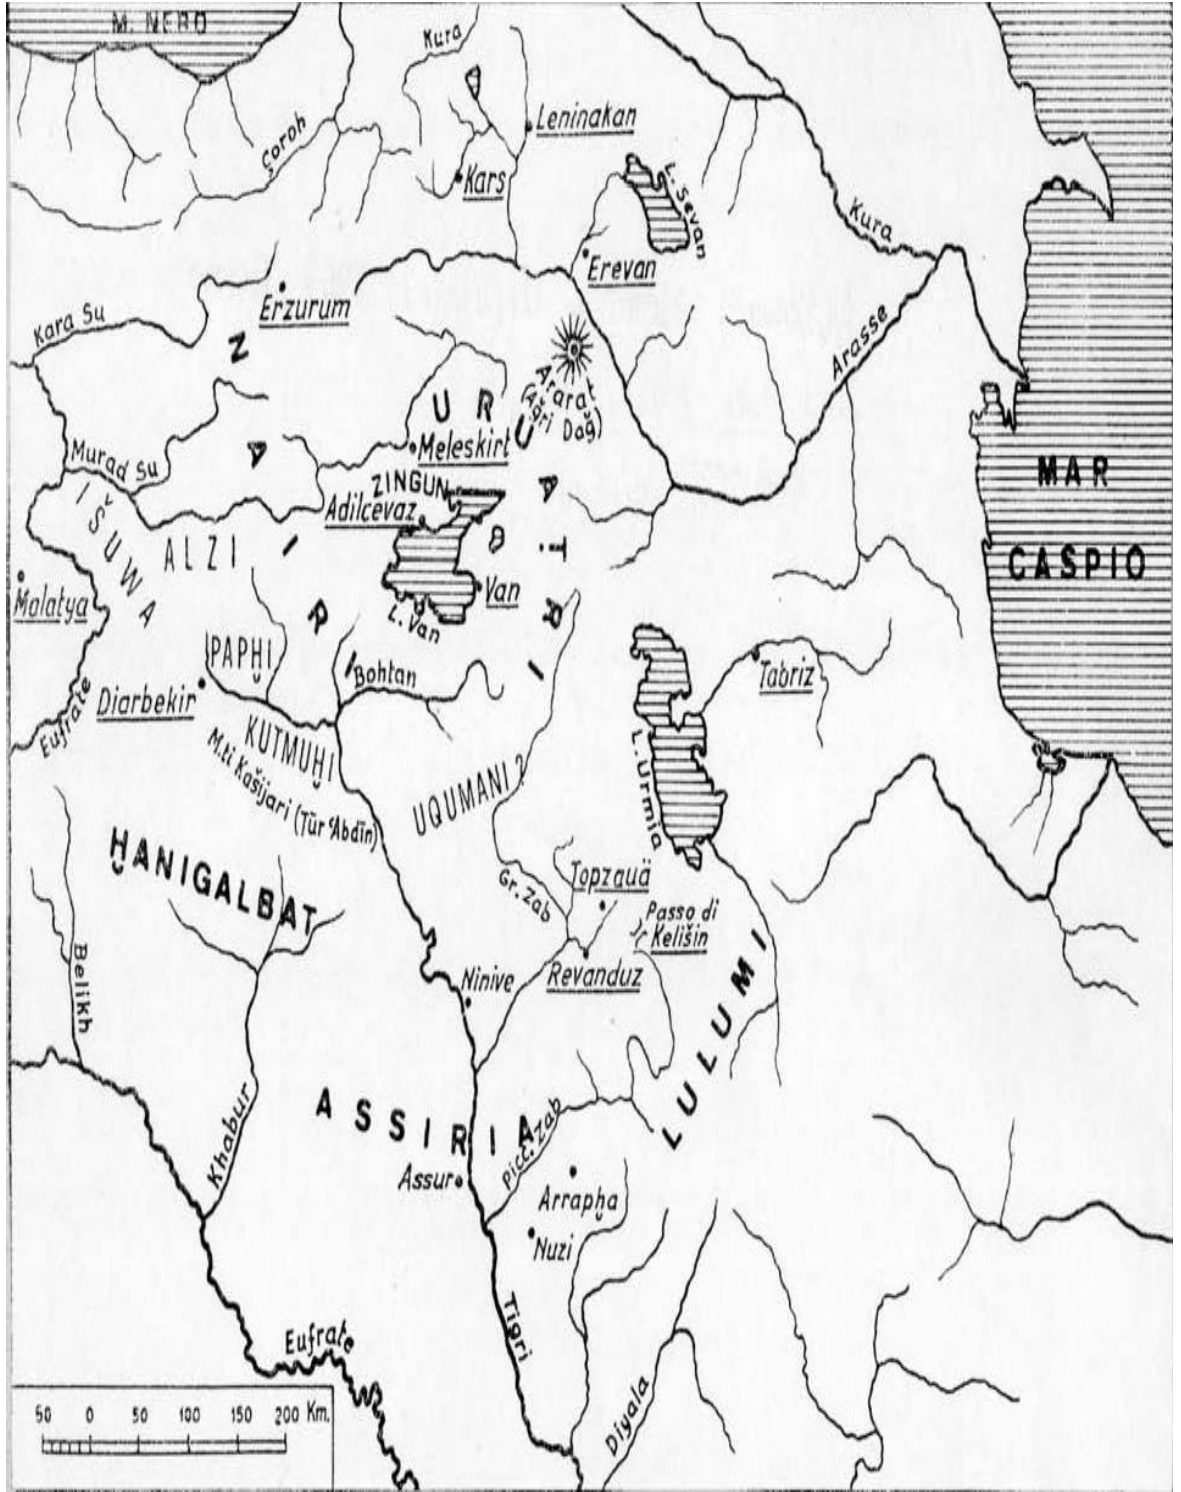 M. NERO
Kura
Leninakan
Çoroh
Kars
L. Sevan
Kura
Erevan
Erzurum
Kara Su
Arasse
Ararat
(Ağri Dağ)
URUATRI
Meleskirt
Murad Su
ZINGUN
Adilcevaz
MAR
CASPIO
IŠUWA
ALZI
NAIRI
Malatya
Van
L. Van
PAPḪI
Bohtan
Tabriz
Diarbekir
Eufrate
KUTMUḪI
M.ti Kašijari (Tūr ʿAbdīn)
UQUMANI?
L. Urmia
ḪANIGALBAT
Gr. Zab
Topzauä
Passo di
Kelišin
Revanduz
Ninive
Belikh
LULUMI
Khabur
ASSIRIA
Picc. Zab
Assur
Arrapḫa
Nuzi
Tigri
Eufrate
Diyala
50 0 50 100 150 200 Km.